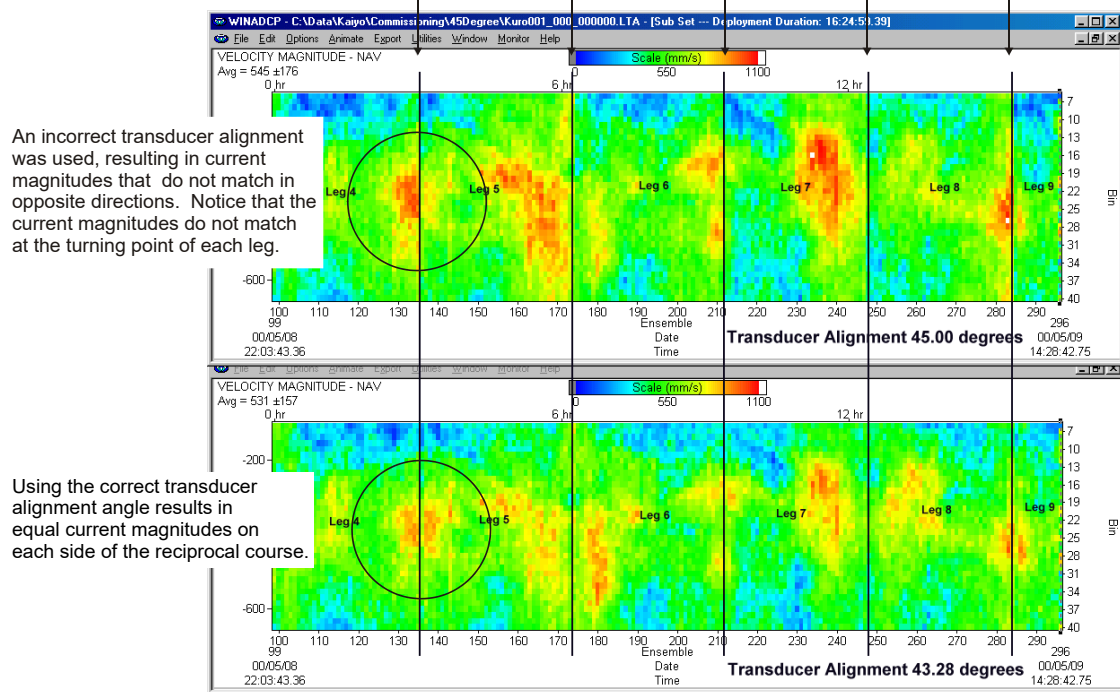 WINADCP - C:\Data\Kaiyo\Commissioning\45Degree\Kuro001_000_000000.LTA - [Sub Set --- Deployment Duration: 16:24:59.39]
File Edit Options Animate Export Utilities Window Monitor Help
VELOCITY MAGNITUDE - NAV
Avg = 545 ±176
Scale (mm/s)
0 550 1100
0 hr 6 hr 12 hr
An incorrect transducer alignment
was used, resulting in current
magnitudes that do not match in
opposite directions. Notice that the
current magnitudes do not match
at the turning point of each leg.
Leg 4 Leg 5 Leg 6 Leg 7 Leg 8 Leg 9
7
10
13
16
19
22
25
28
31
34
37
40
Bin
-600
100 110 120 130 140 150 160 170 180 190 200 210 220 230 240 250 260 270 280 290
99 Ensemble 296
00/05/08 Date Transducer Alignment 45.00 degrees 00/05/09
22:03:43.36 Time 14:28:42.75
File Edit Options Animate Export Utilities Window Monitor Help
VELOCITY MAGNITUDE - NAV
Avg = 531 ±157
Scale (mm/s)
0 550 1100
0 hr 6 hr 12 hr
-200
Using the correct transducer
alignment angle results in
equal current magnitudes on
each side of the reciprocal course.
Leg 4 Leg 5 Leg 6 Leg 7 Leg 8 Leg 9
7
10
13
16
19
22
25
28
31
34
37
40
Bin
-600
100 110 120 130 140 150 160 170 180 190 200 210 220 230 240 250 260 270 280 290
99 Ensemble 296
00/05/08 Date Transducer Alignment 43.28 degrees 00/05/09
22:03:43.36 Time 14:28:42.75